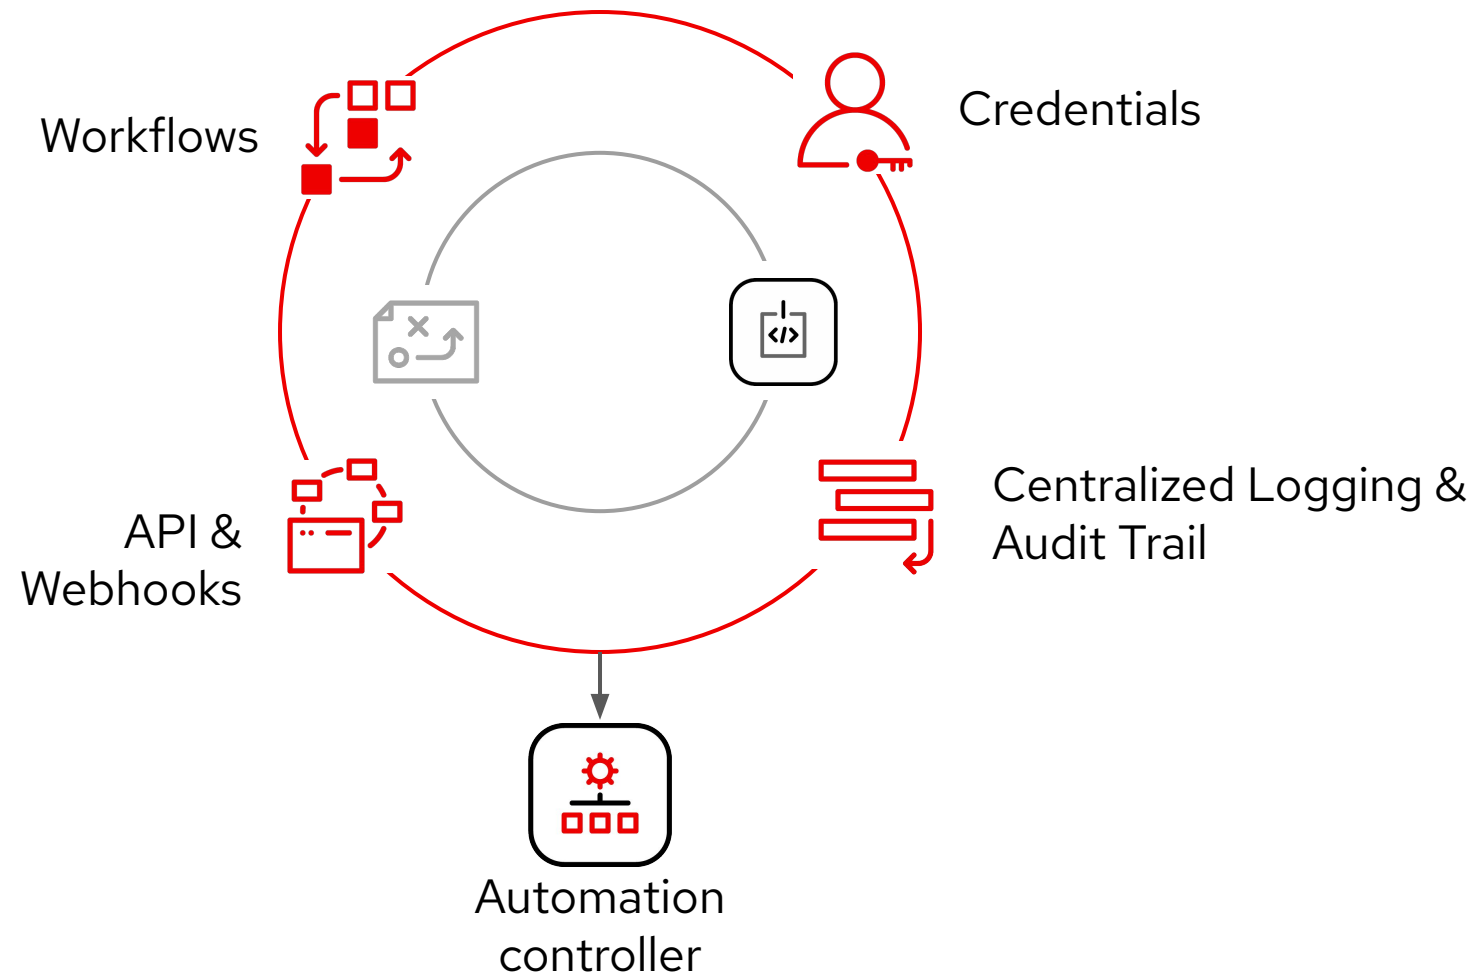 Workflows
Credentials
API &
Webhooks
</>
Centralized Logging &
Audit Trail
Automation
controller